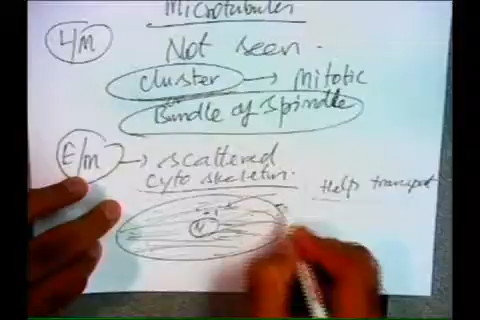 Microtubules
L/m
Not seen.
Cluster → Mitotic
Bundle of spindle
E/m → scattered
cyto skeleton.
Help transport
N